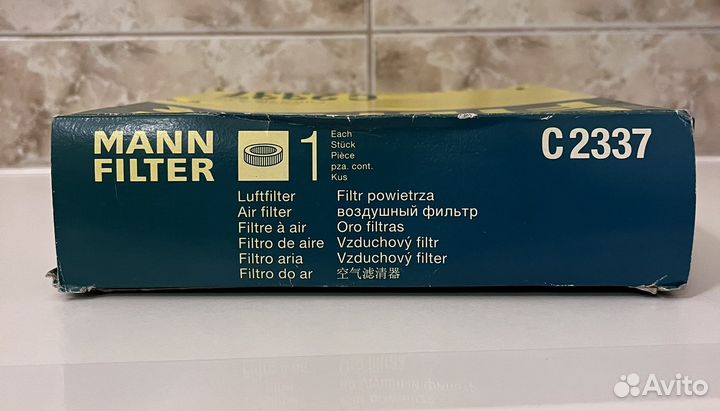 MANN
FILTER
1
Each
Stück
Pièce
pza. cont.
Kus
C 2337
Luftfilter
Air filter
Filtre à air
Filtro de aire
Filtro aria
Filtro do ar
Filtr powietrza
воздушный фильтр
Oro filtras
Vzduchový filtr
Vzduchový filter
空气滤清器
Avito